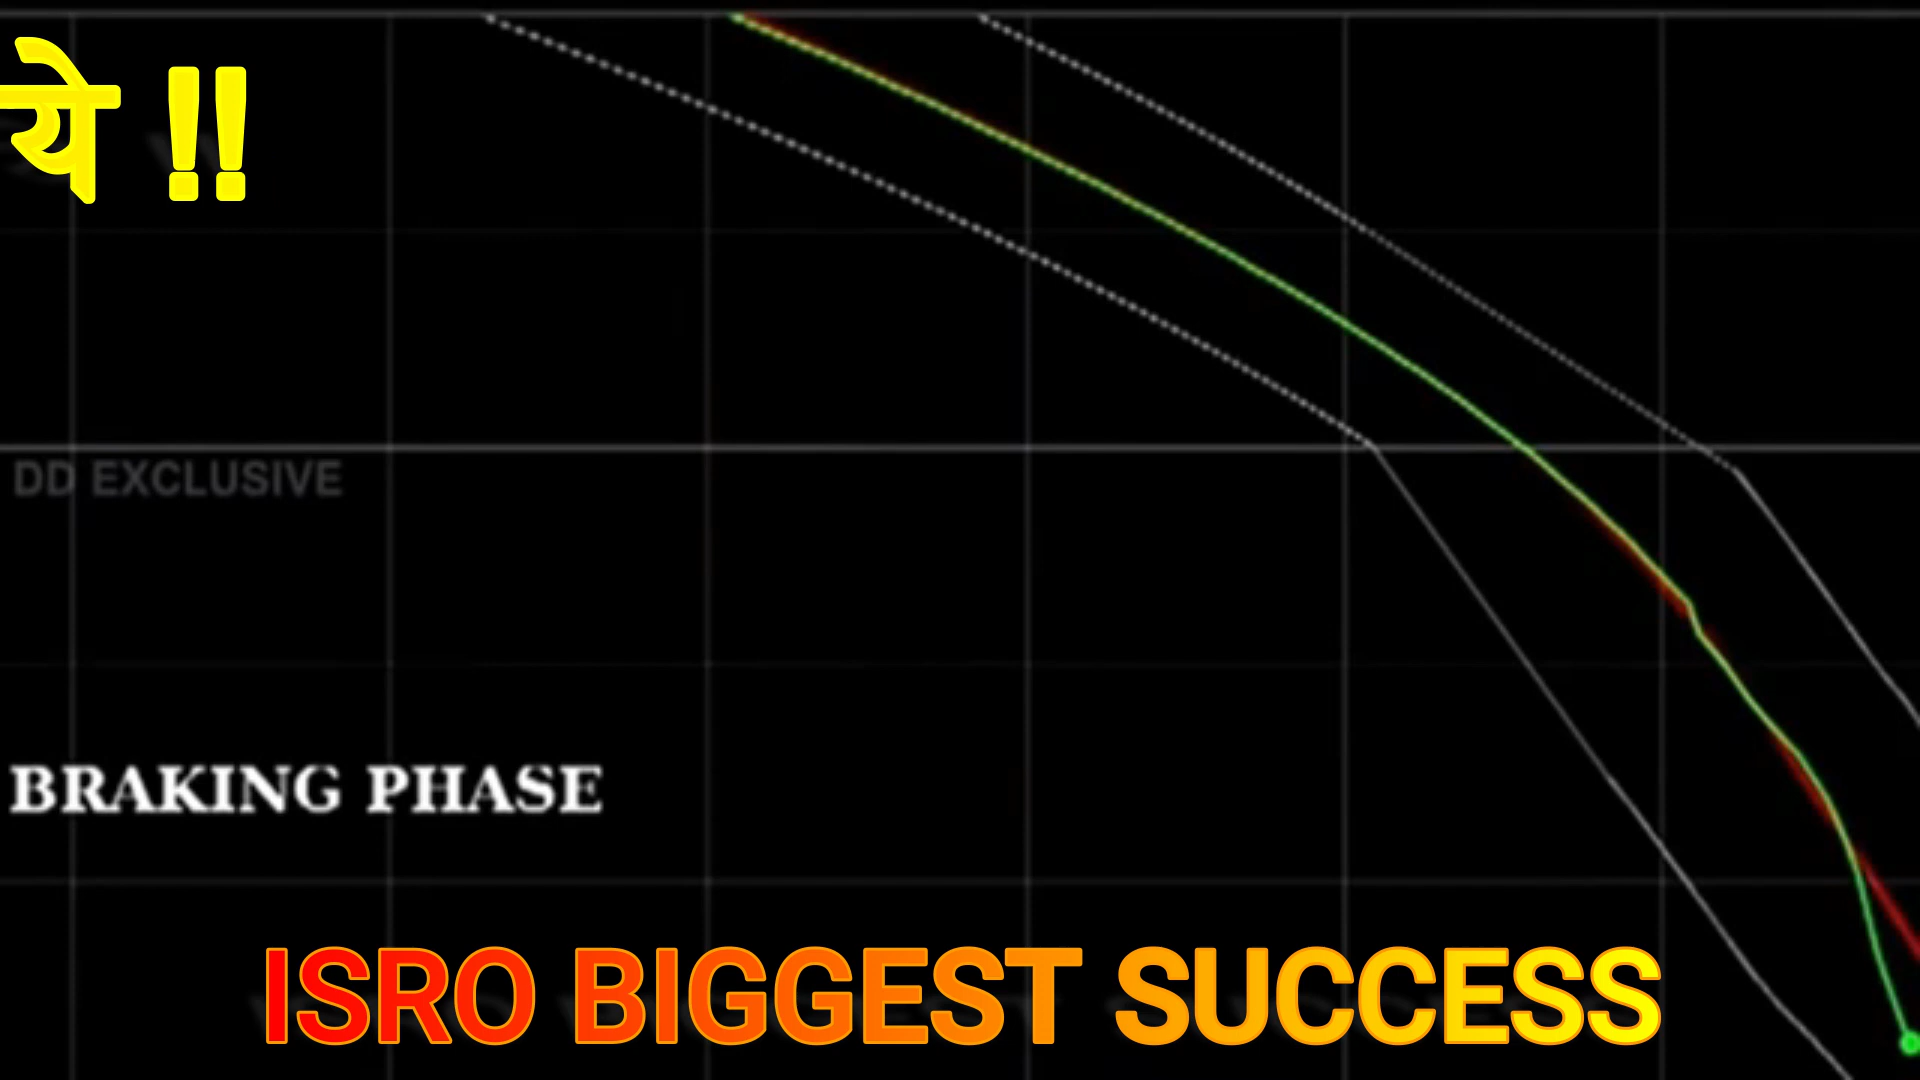 ये !!
DD EXCLUSIVE
BRAKING PHASE
ISRO BIGGEST SUCCESS